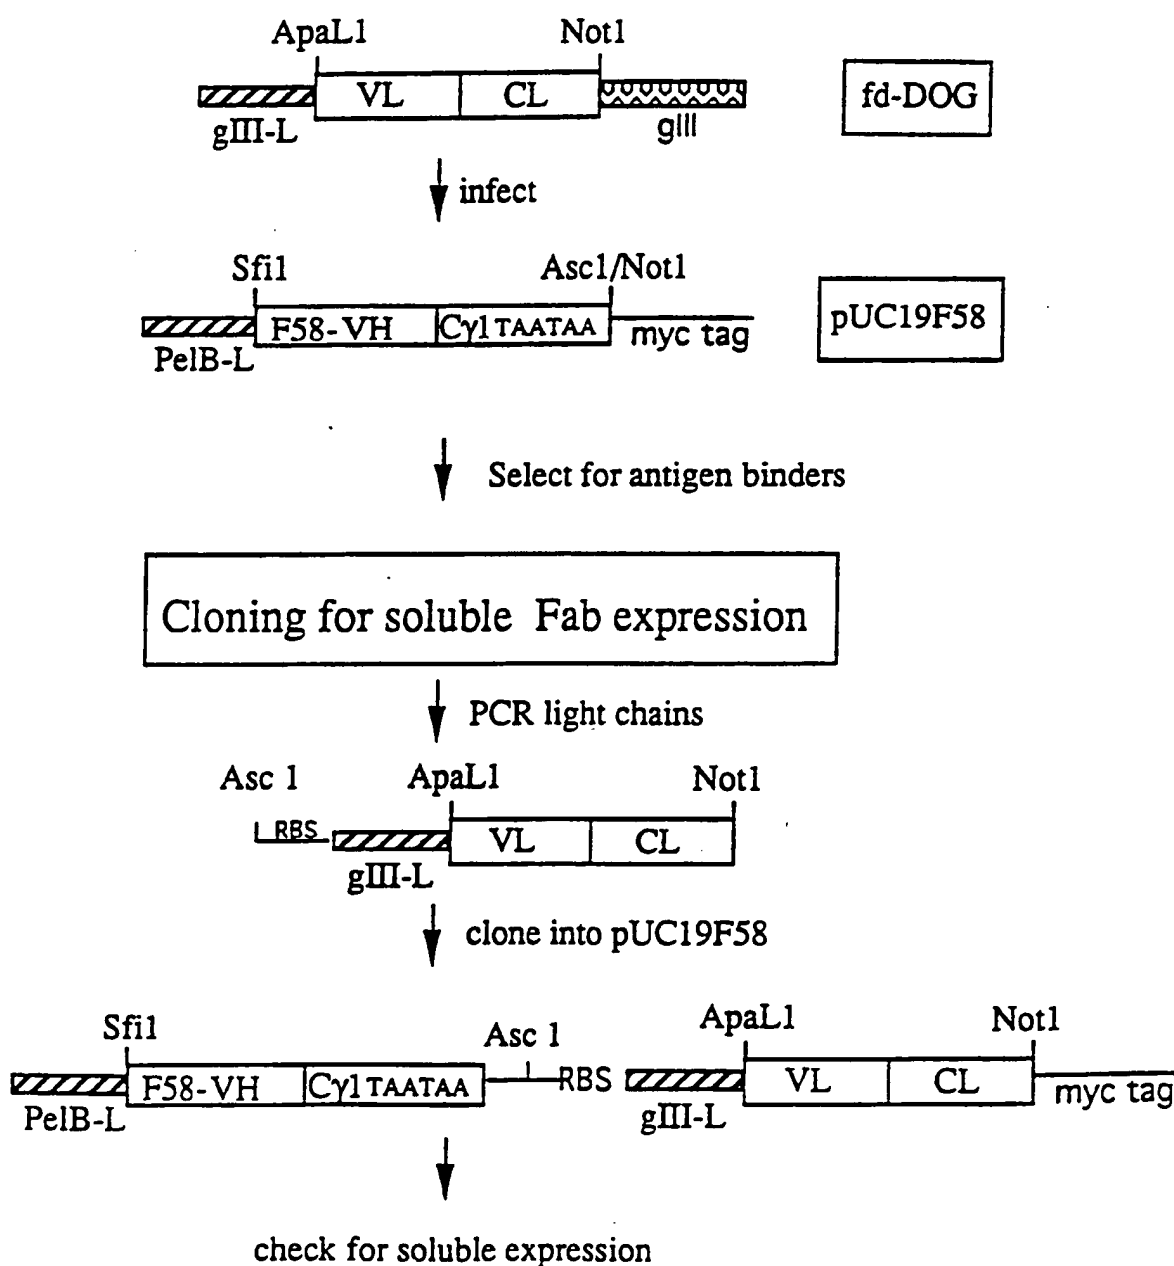 ApaL1 Not1
VL CL
gIII-L gIII
fd-DOG
infect
Sfi1 Asc1/Not1
F58-VH Cγ1 TAATAA
PelB-L myc tag
pUC19F58
Select for antigen binders
Cloning for soluble Fab expression
PCR light chains
Asc 1 ApaL1 Not1
RBS VL CL
gIII-L
clone into pUC19F58
Sfi1 Asc 1 ApaL1 Not1
F58-VH Cγ1 TAATAA RBS VL CL
PelB-L gIII-L myc tag
check for soluble expression